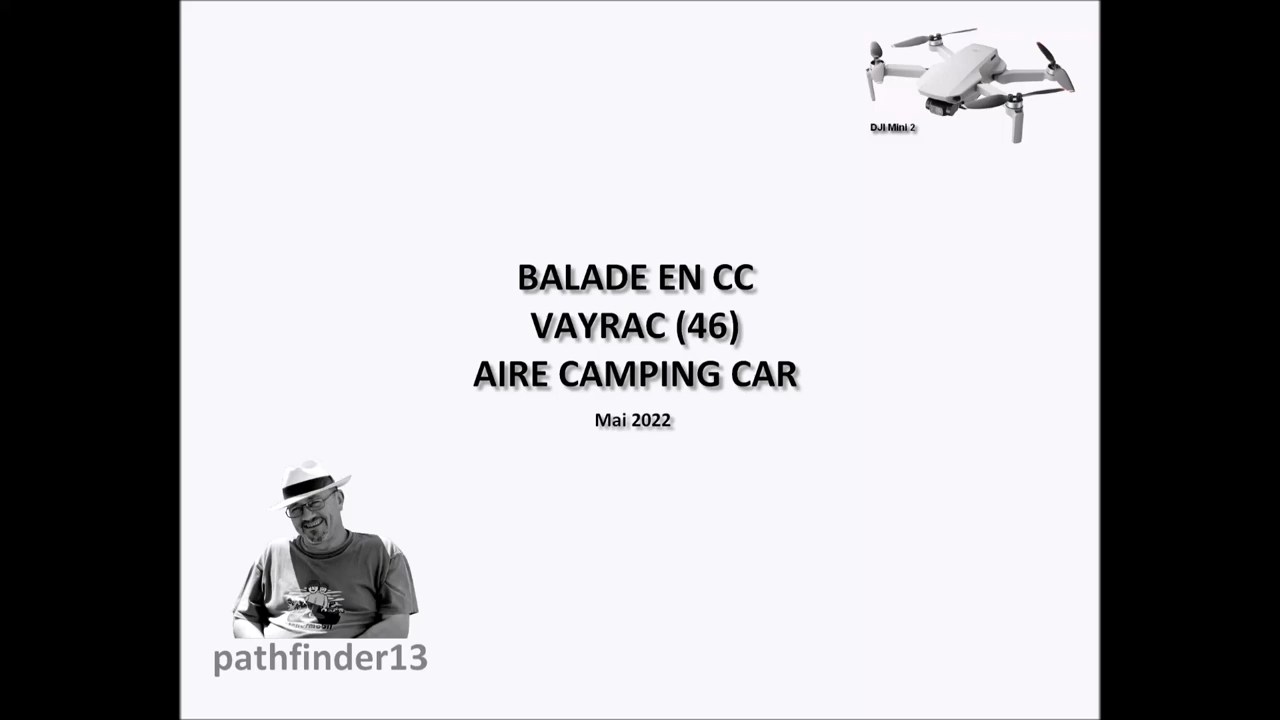 DJI Mini 2
BALADE EN CC
VAYRAC (46)
AIRE CAMPING CAR
Mai 2022
pathfinder13